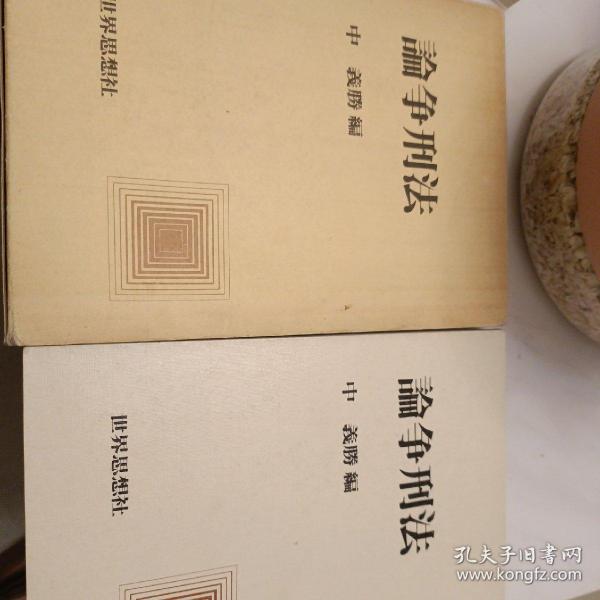 論争刑法
中 義勝編
世界思想社
論争刑法
中 義勝編
世界思想社
孔夫子旧书网
www.kongfz.com